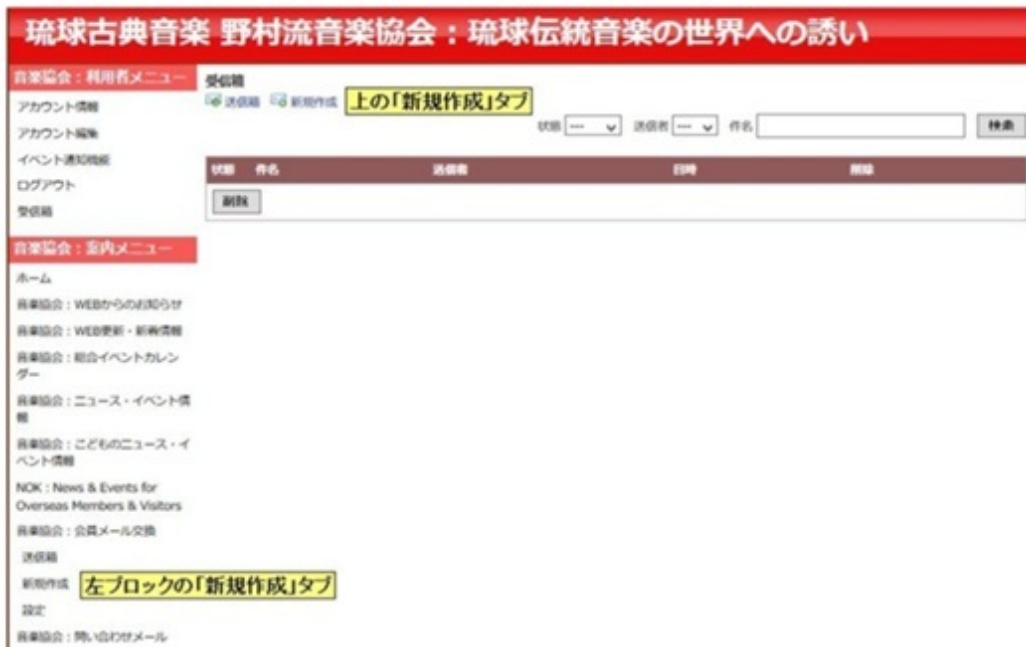 琉球古典音楽 野村流音楽協会：琉球伝統音楽の世界への誘い
音楽協会：利用者メニュー
アカウント情報
アカウント編集
イベント通知機能
ログアウト
受信箱
音楽協会：案内メニュー
ホーム
音楽協会：WEBからのお知らせ
音楽協会：WEB更新・新着情報
音楽協会：総合イベントカレン
ダー
音楽協会：ニュース・イベント情
報
音楽協会：こどものニュース・イ
ベント情報
NOK : News & Events for
Overseas Members & Visitors
音楽協会：会員メール交換
送信箱
新規作成 左ブロックの「新規作成」タブ
設定
音楽協会：問い合わせメール
受信箱
送信箱 新規作成 上の「新規作成」タブ
状態 --- 送信者 --- 件名 検索
状態 件名 送信者 日時 削除
削除